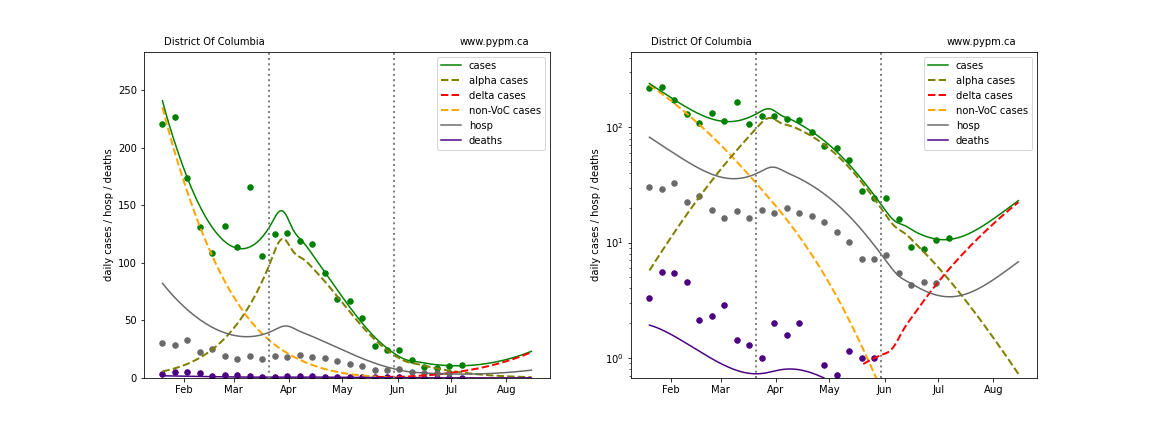 District Of Columbia
www.pypm.ca
daily cases / hosp / deaths
250
200
150
100
50
0
cases
alpha cases
delta cases
non-VoC cases
hosp
deaths
Feb
Mar
Apr
May
Jun
Jul
Aug
District Of Columbia
www.pypm.ca
daily cases / hosp / deaths
10²
10¹
10⁰
cases
alpha cases
delta cases
non-VoC cases
hosp
deaths
Feb
Mar
Apr
May
Jun
Jul
Aug